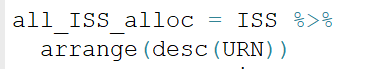 all_ISS_alloc = ISS %>%
arrange(desc(URN))